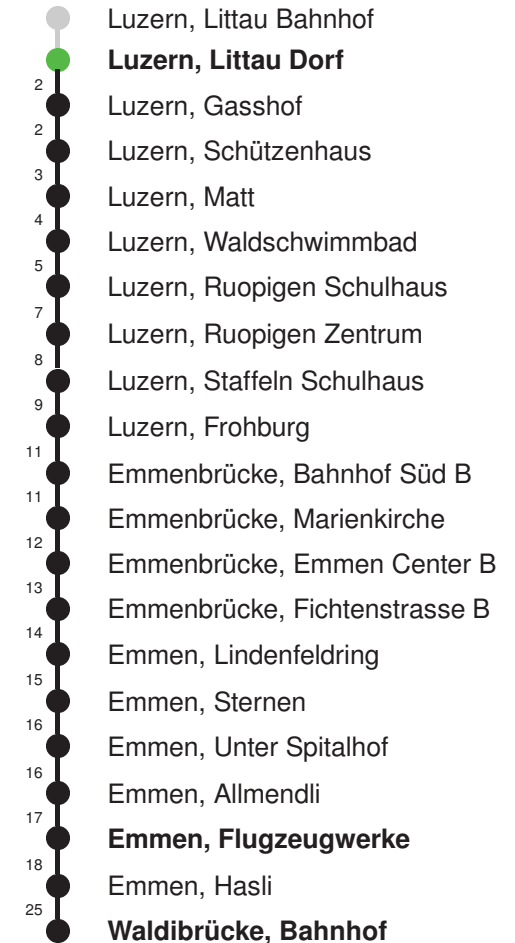 Luzern, Littau Bahnhof
Luzern, Littau Dorf
2 Luzern, Gasshof
2 Luzern, Schützenhaus
3 Luzern, Matt
4 Luzern, Waldschwimmbad
5 Luzern, Ruopigen Schulhaus
7 Luzern, Ruopigen Zentrum
8 Luzern, Staffeln Schulhaus
9 Luzern, Frohburg
11 Emmenbrücke, Bahnhof Süd B
11 Emmenbrücke, Marienkirche
12 Emmenbrücke, Emmen Center B
13 Emmenbrücke, Fichtenstrasse B
14 Emmen, Lindenfeldring
15 Emmen, Sternen
16 Emmen, Unter Spitalhof
16 Emmen, Allmendli
17 Emmen, Flugzeugwerke
18 Emmen, Hasli
25 Waldibrücke, Bahnhof